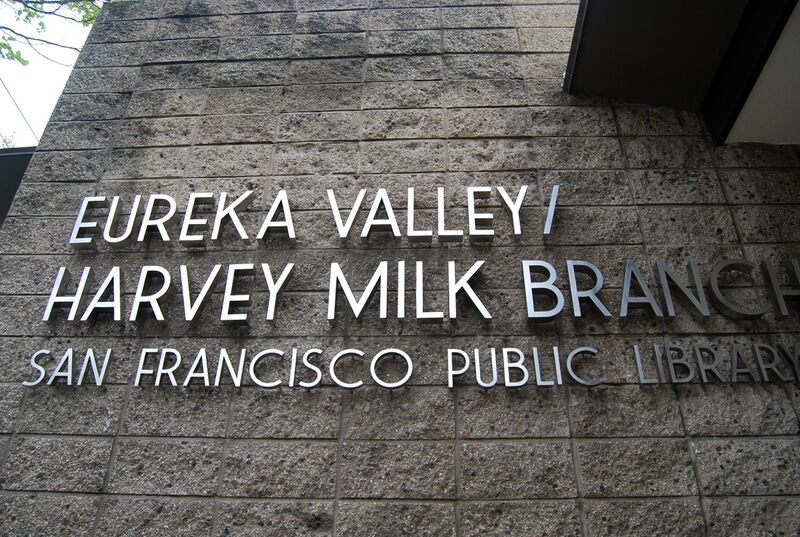 EUREKA VALLEY/
HARVEY MILK BRANCH
SAN FRANCISCO PUBLIC LIBRARY